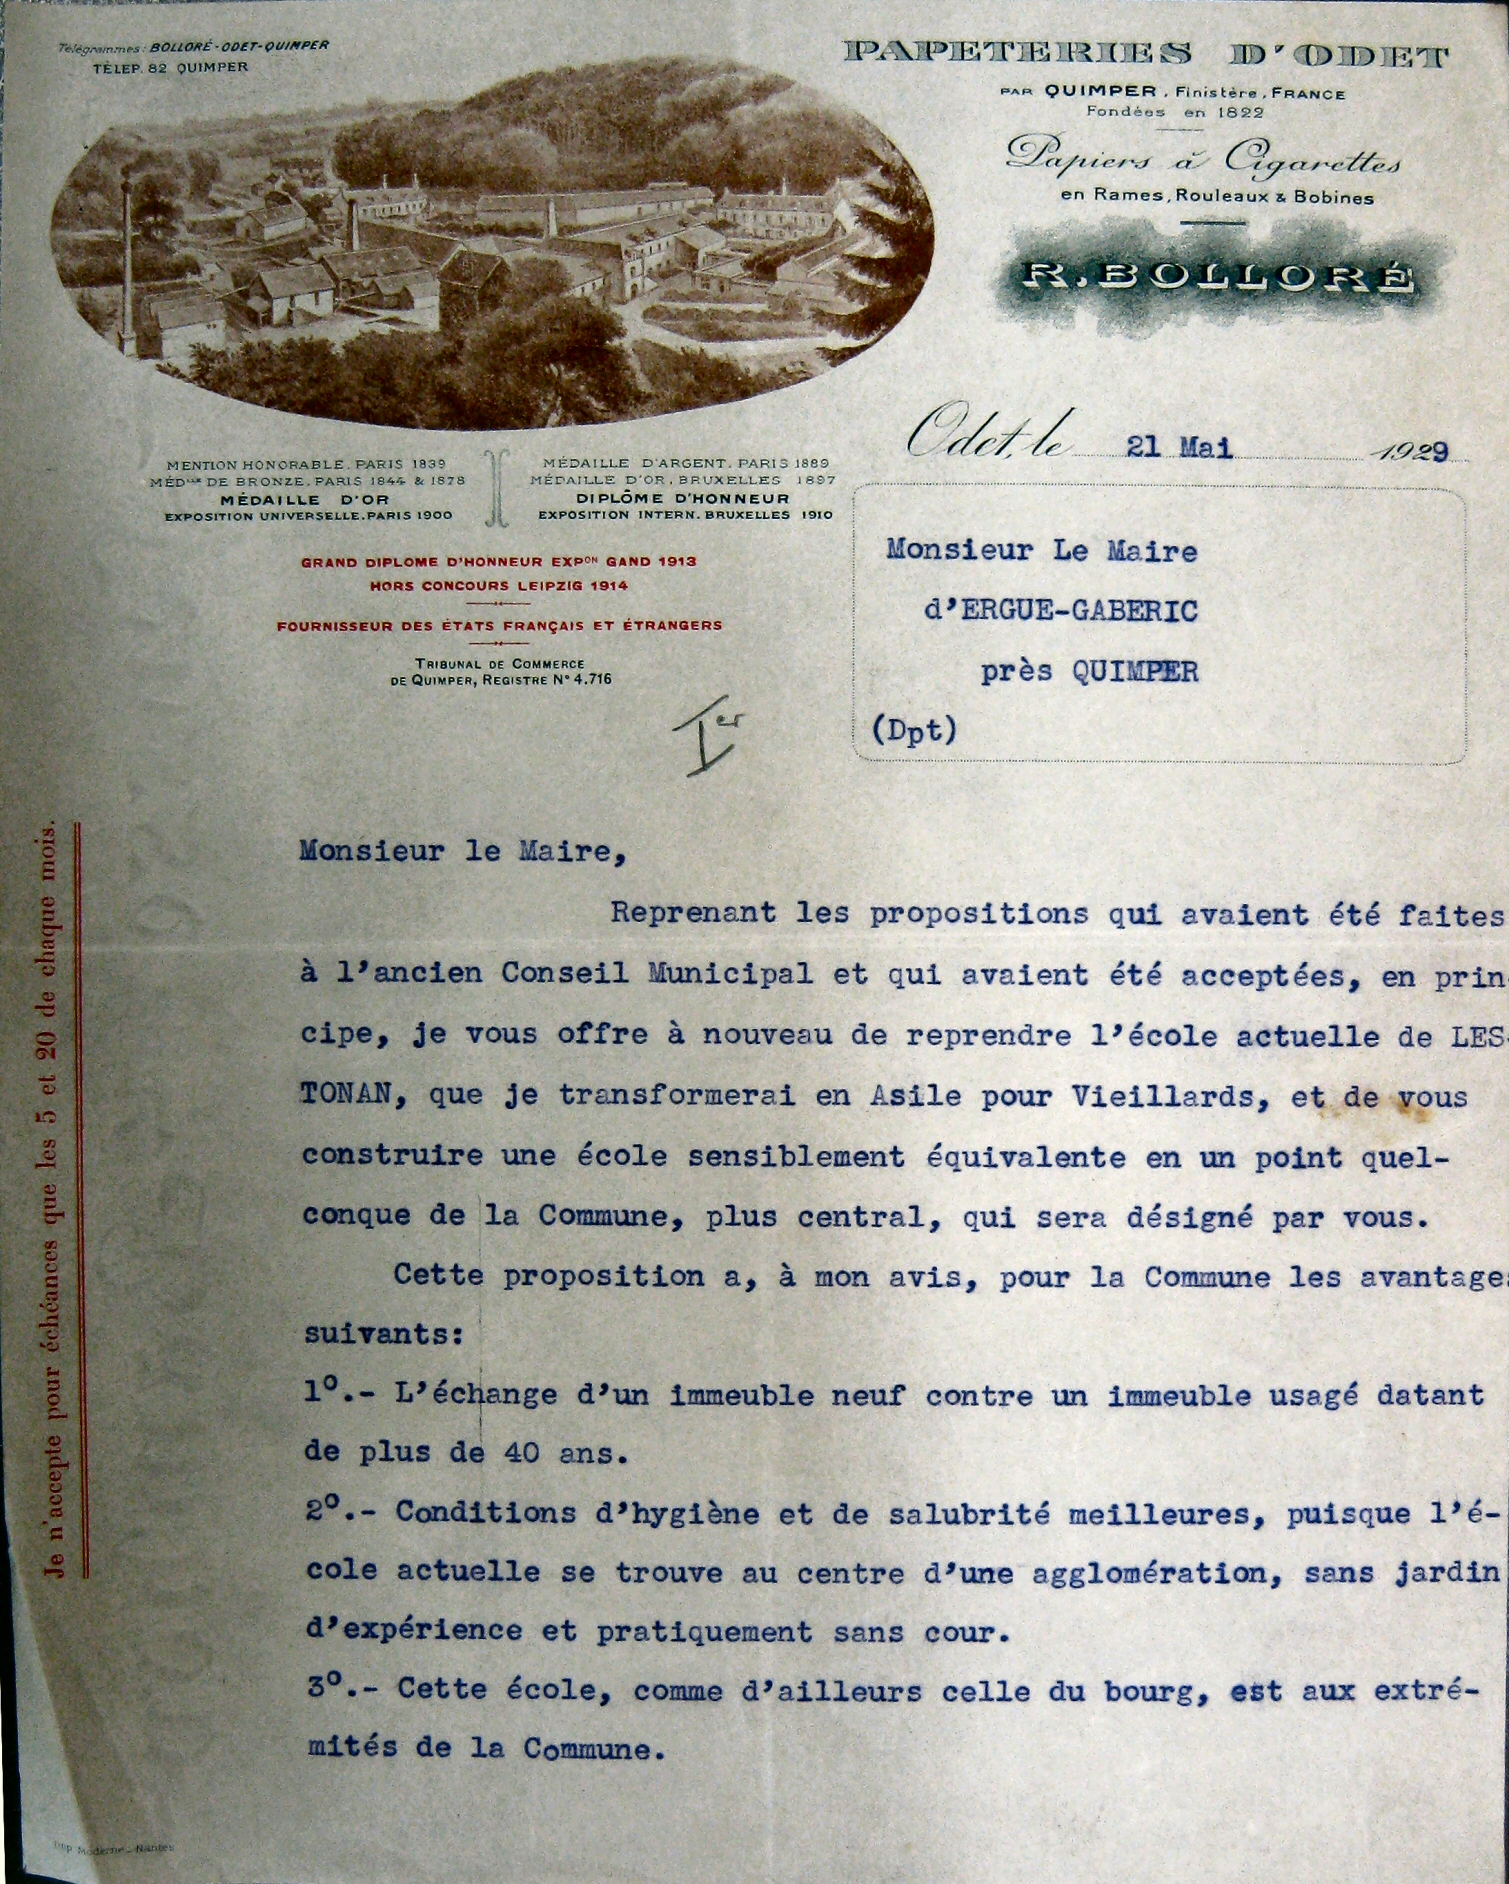 Télégrammes: BOLLORÉ-ODET-QUIMPER
TÉLEP. 82 QUIMPER
PAPETERIES D'ODET
PAR QUIMPER, Finistère, FRANCE
Fondées en 1822
Papiers à Cigarettes
en Rames, Rouleaux & Bobines
R. BOLLORÉ
Odet, le 21 Mai 1929
MENTION HONORABLE. PARIS 1839
MÉD^LLE DE BRONZE. PARIS 1844 & 1878
MÉDAILLE D'OR
EXPOSITION UNIVERSELLE. PARIS 1900
MÉDAILLE D'ARGENT. PARIS 1889
MÉDAILLE D'OR. BRUXELLES 1897
DIPLÔME D'HONNEUR
EXPOSITION INTERN. BRUXELLES 1910
GRAND DIPLOME D'HONNEUR EXP^ON GAND 1913
HORS CONCOURS LEIPZIG 1914
FOURNISSEUR DES ÉTATS FRANÇAIS ET ÉTRANGERS
TRIBUNAL DE COMMERCE
DE QUIMPER, REGISTRE N° 4.716
Monsieur Le Maire
d'ERGUE-GABERIC
près QUIMPER
(Dpt)
I^er
Je n'accepte pour échéances que les 5 et 20 de chaque mois.
Monsieur le Maire,
Reprenant les propositions qui avaient été faites
à l'ancien Conseil Municipal et qui avaient été acceptées, en prin
cipe, je vous offre à nouveau de reprendre l'école actuelle de LES-
TONAN, que je transformerai en Asile pour Vieillards, et de vous
construire une école sensiblement équivalente en un point quel-
conque de la Commune, plus central, qui sera désigné par vous.
Cette proposition a, à mon avis, pour la Commune les avantages
suivants:
1°.- L'échange d'un immeuble neuf contre un immeuble usagé datant
de plus de 40 ans.
2°.- Conditions d'hygiène et de salubrité meilleures, puisque l'é-
cole actuelle se trouve au centre d'une agglomération, sans jardin
d'expérience et pratiquement sans cour.
3°.- Cette école, comme d'ailleurs celle du bourg, est aux extré-
mités de la Commune.
Imp Moderne - Nantes